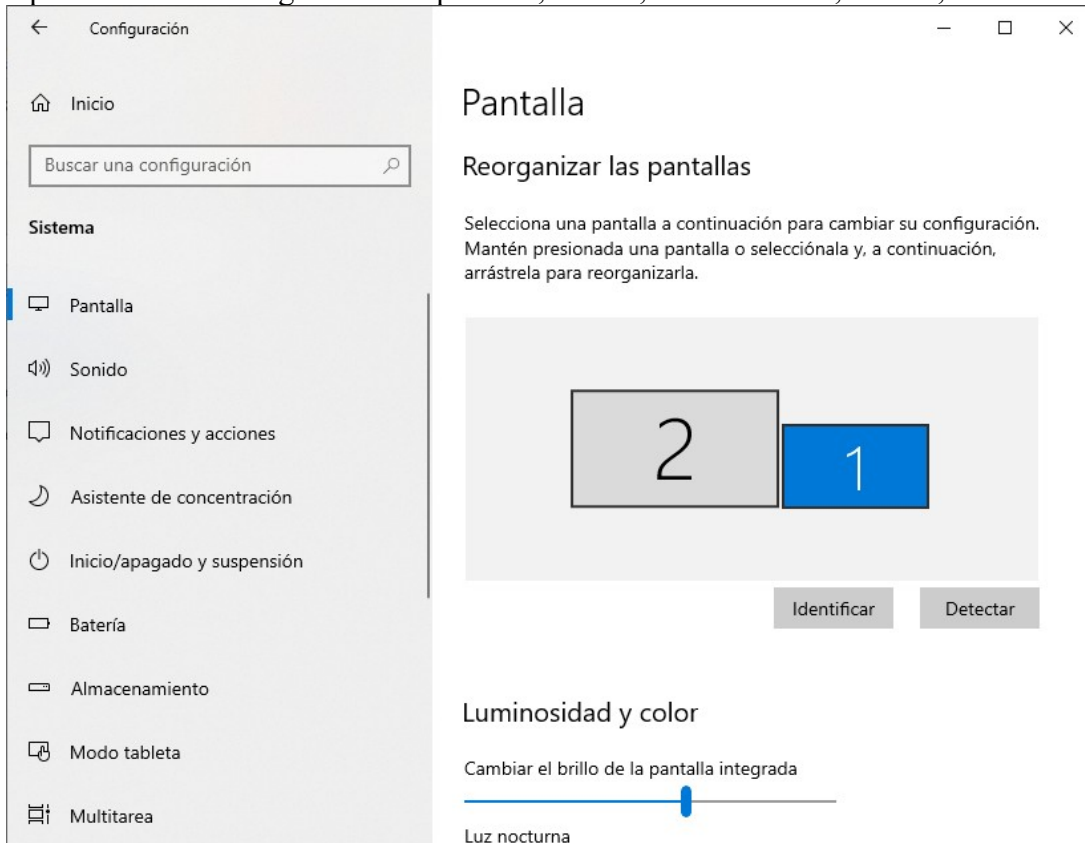 Configuración
Inicio
Buscar una configuración
Sistema
Pantalla
Sonido
Notificaciones y acciones
Asistente de concentración
Inicio/apagado y suspensión
Batería
Almacenamiento
Modo tableta
Multitarea
Pantalla
Reorganizar las pantallas
Selecciona una pantalla a continuación para cambiar su configuración.
Mantén presionada una pantalla o selecciónala y, a continuación,
arrástrela para reorganizarla.
2
1
Identificar
Detectar
Luminosidad y color
Cambiar el brillo de la pantalla integrada
Luz nocturna